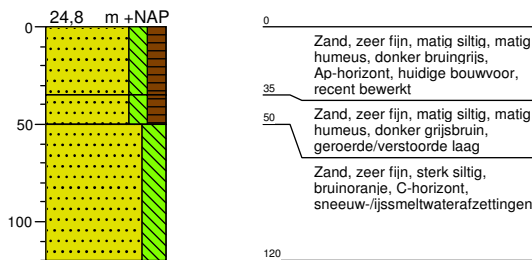 24,8 m +NAP
0
50
100
0
Zand, zeer fijn, matig siltig, matig
humeus, donker bruingrijs,
Ap-horizont, huidige bouwvoor,
recent bewerkt
35
Zand, zeer fijn, matig siltig, matig
humeus, donker grijsbruin,
geroerde/verstoorde laag
50
Zand, zeer fijn, sterk siltig,
bruinoranje, C-horizont,
sneeuw-/ijssmeltwaterafzettingen
120